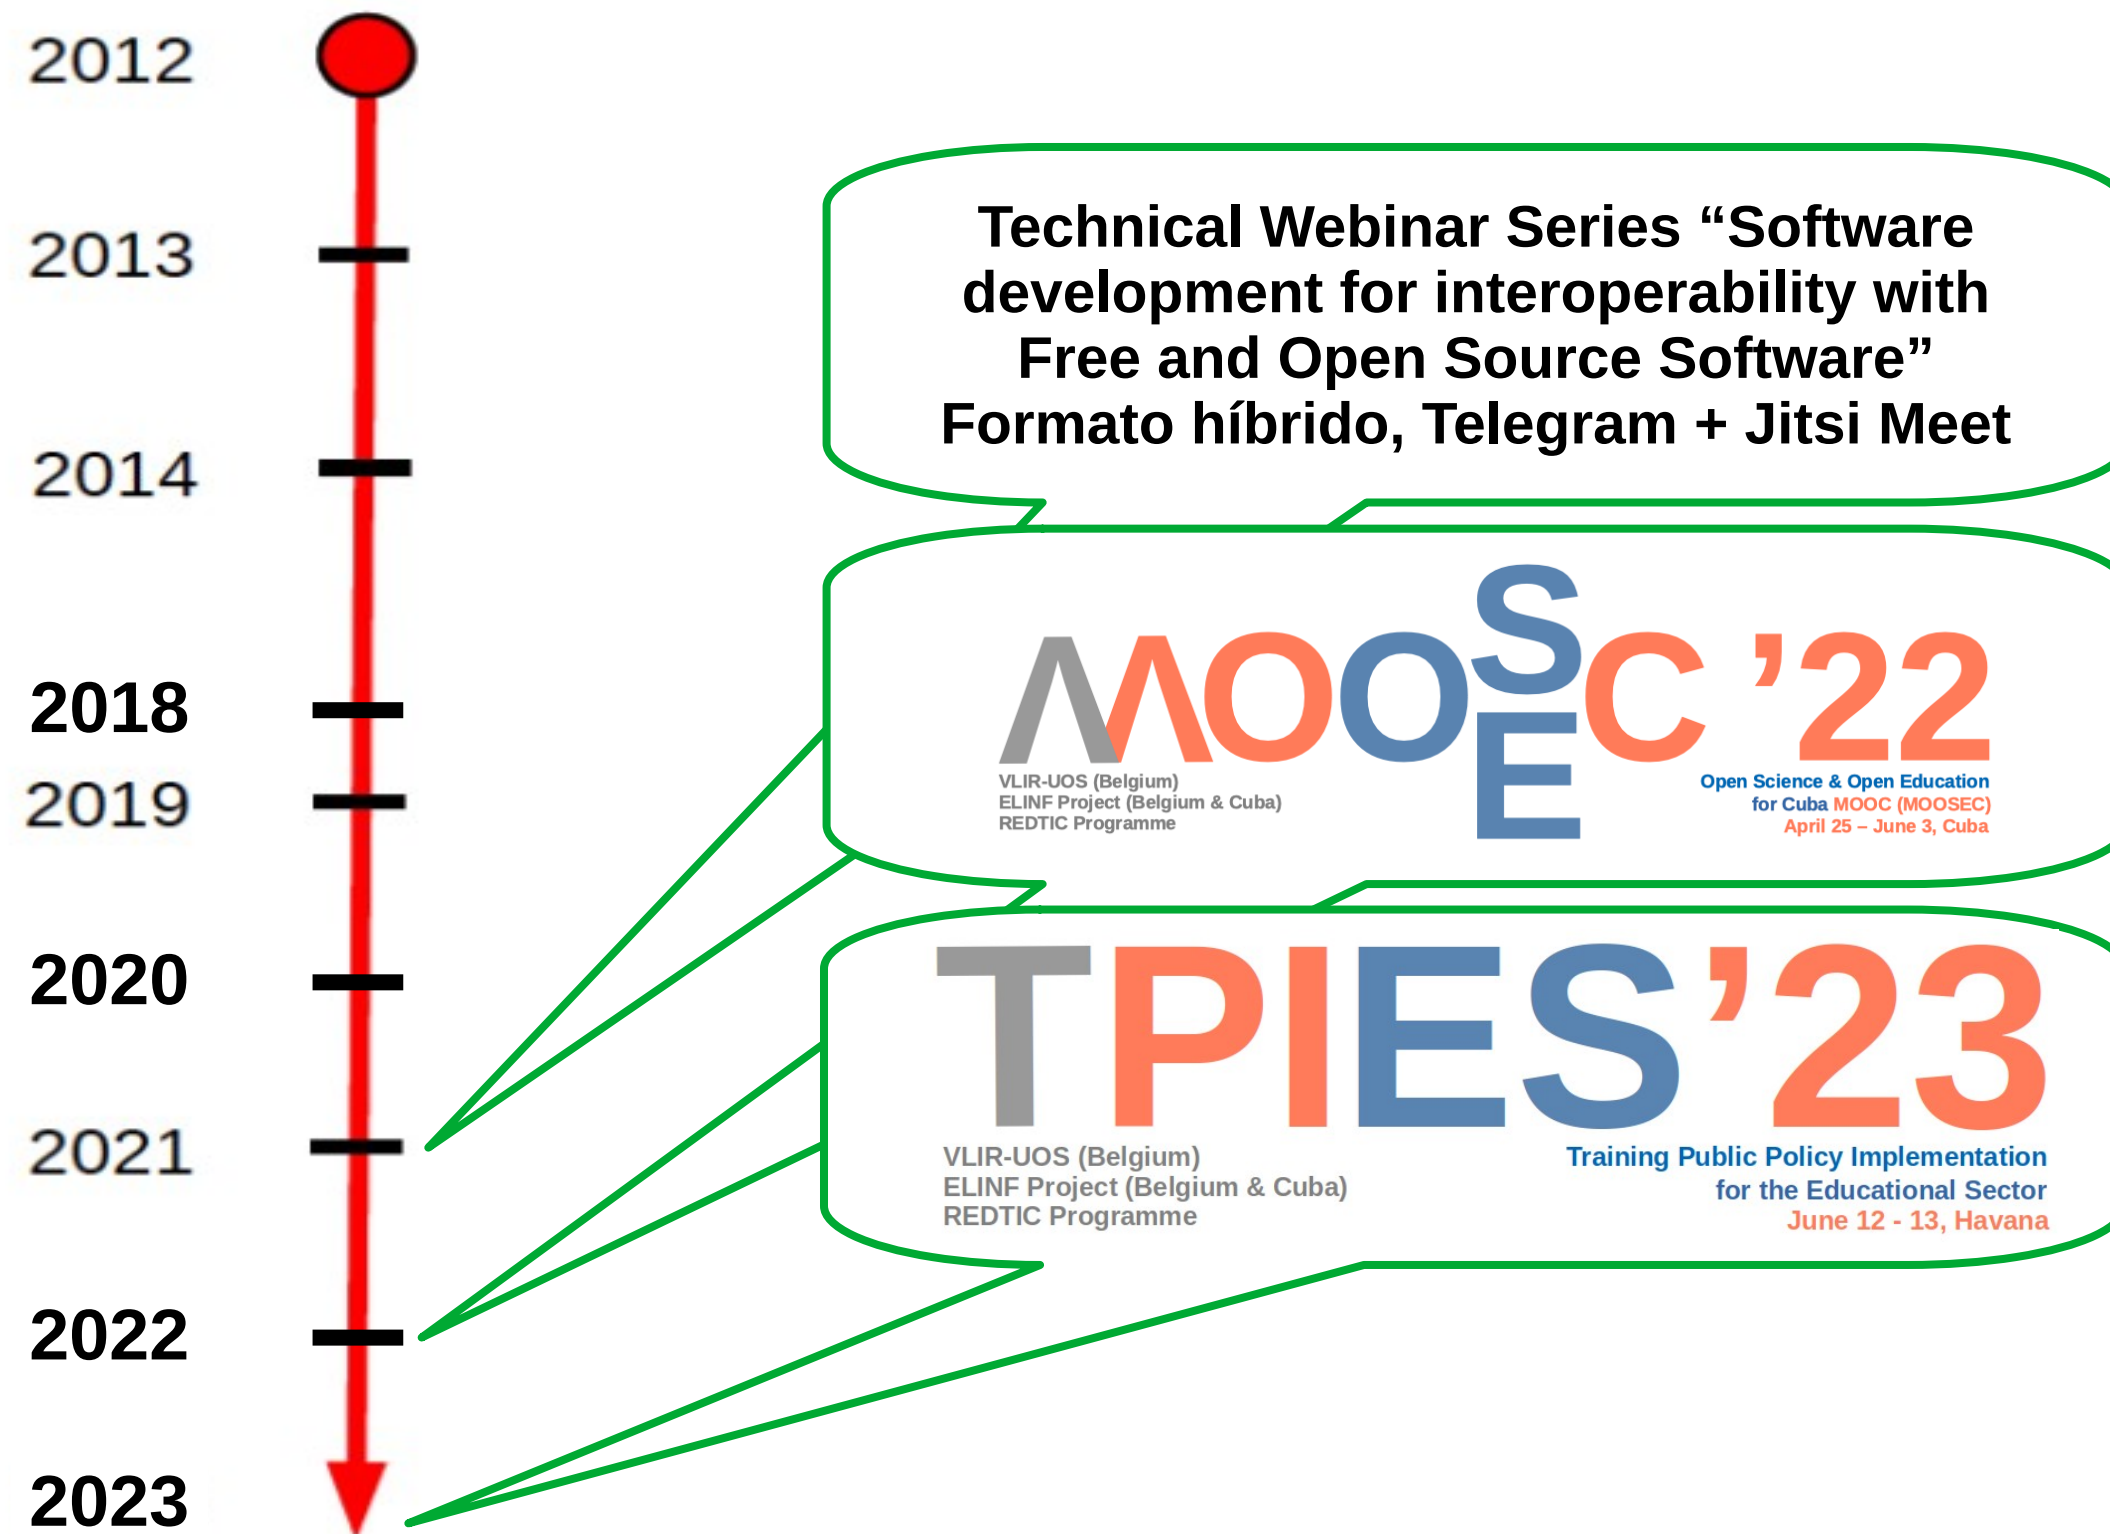 2012
2013
2014
2018
2019
2020
2021
2022
2023
Technical Webinar Series “Software
development for interoperability with
Free and Open Source Software”
Formato híbrido, Telegram + Jitsi Meet
MOOSEC ’22
VLIR-UOS (Belgium)
ELINF Project (Belgium & Cuba)
REDTIC Programme
Open Science & Open Education
for Cuba MOOC (MOOSEC)
April 25 – June 3, Cuba
TPIES’23
VLIR-UOS (Belgium)
ELINF Project (Belgium & Cuba)
REDTIC Programme
Training Public Policy Implementation
for the Educational Sector
June 12 - 13, Havana